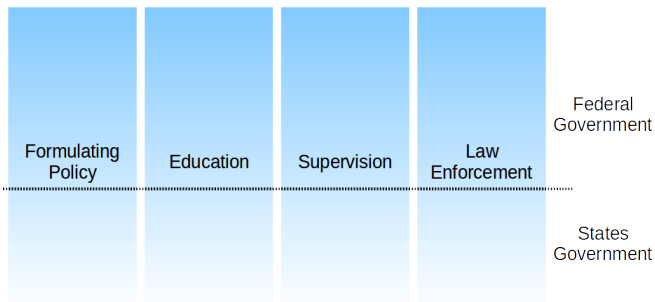 Formulating
Policy
Education
Supervision
Law
Enforcement
Federal
Government
States
Government